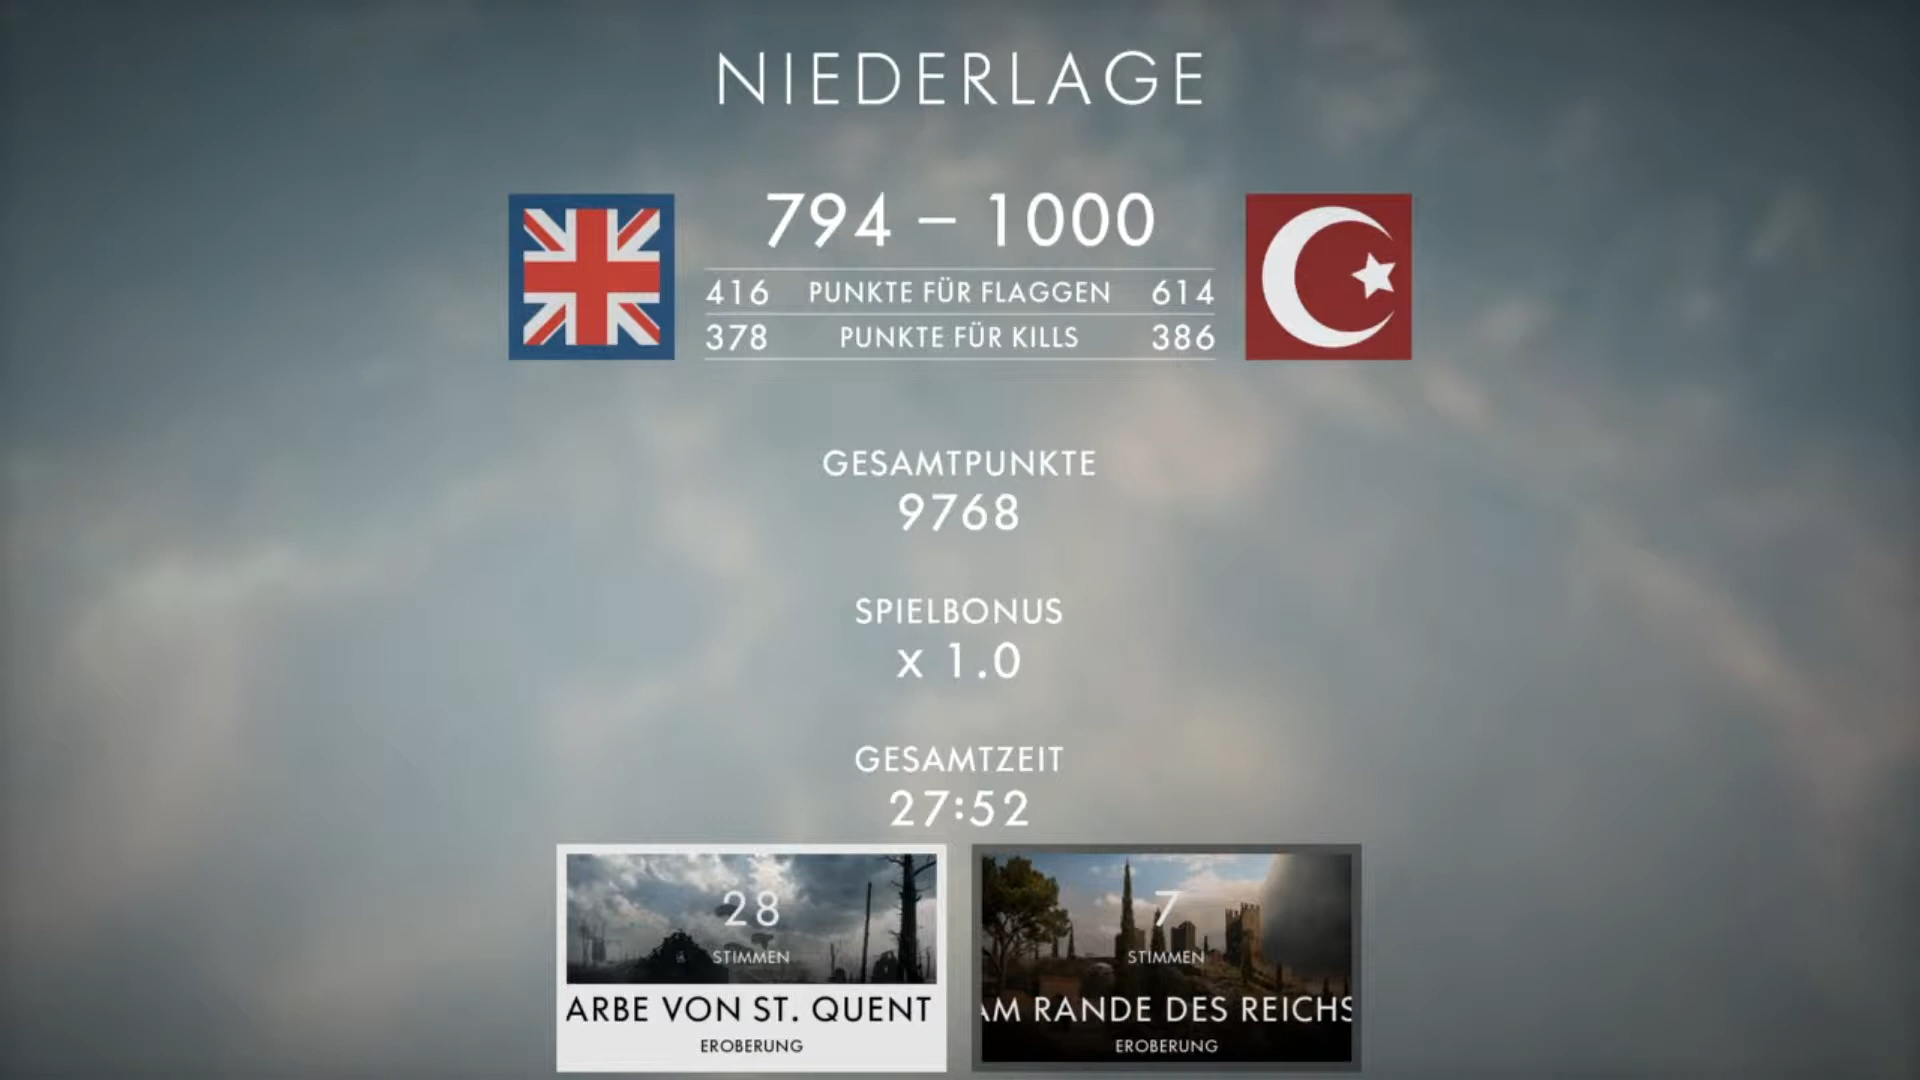 NIEDERLAGE
794 – 1000
416 PUNKTE FÜR FLAGGEN 614
378 PUNKTE FÜR KILLS 386
GESAMTPUNKTE
9768
SPIELBONUS
x 1.0
GESAMTZEIT
27:52
28
STIMMEN
ARBE VON ST. QUENT
EROBERUNG
7
STIMMEN
AM RANDE DES REICHS
EROBERUNG